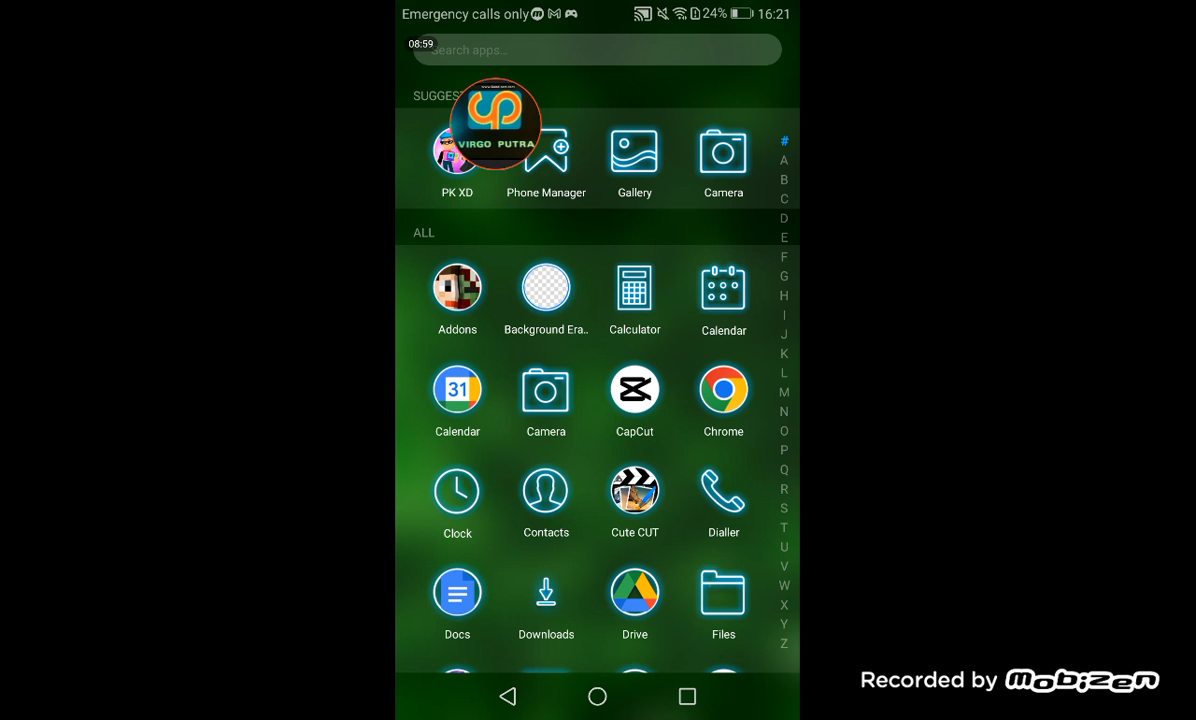 Emergency calls only 24% 16:21
08:59
Search apps...
SUGGEST
VIRGO PUTRA
PK XD Phone Manager Gallery Camera
ALL
Addons Background Era.. Calculator Calendar
31
Calendar Camera CapCut Chrome
Clock Contacts Cute CUT Dialler
Docs Downloads Drive Files
#
A
B
C
D
E
F
G
H
I
J
K
L
M
N
O
P
Q
R
S
T
U
V
W
X
Y
Z
Recorded by mobizen